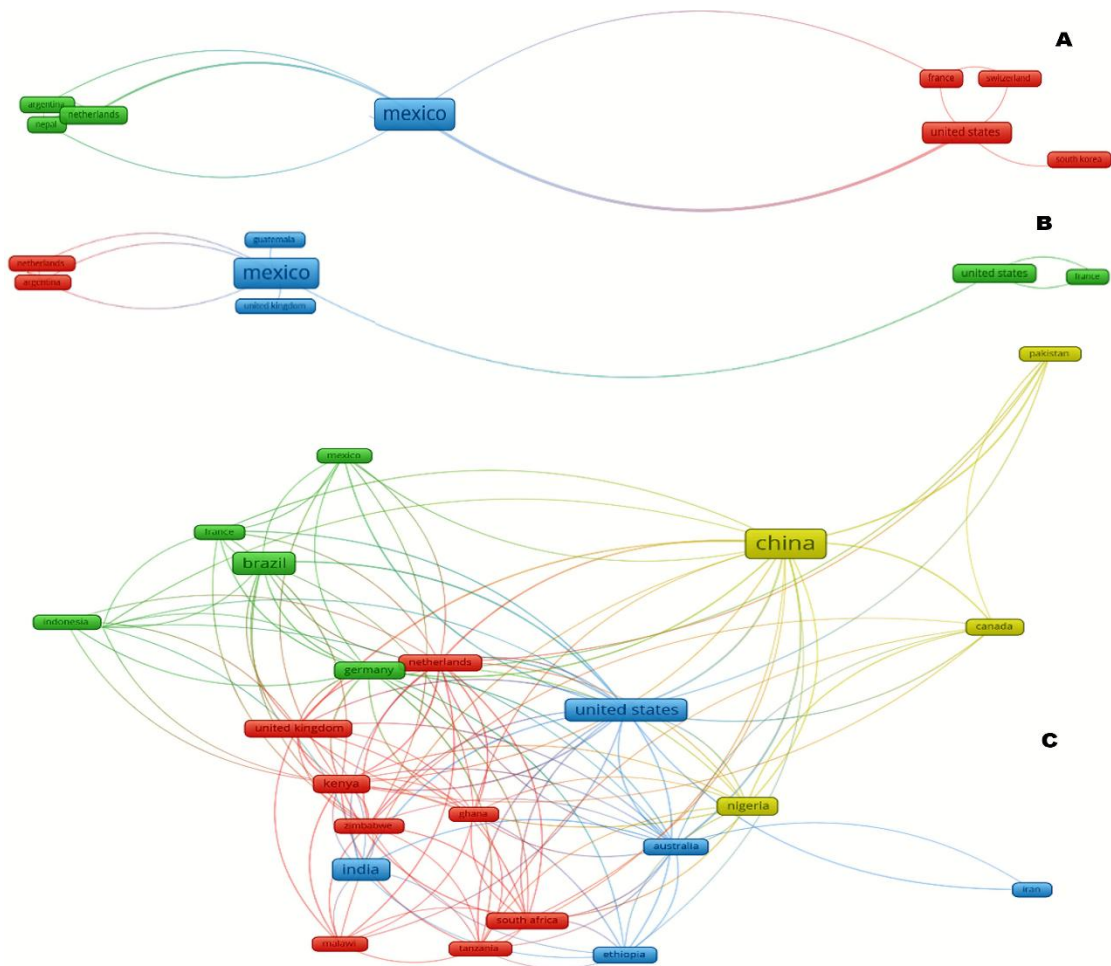 A
argentina
netherlands
nepal
mexico
france
switzerland
united states
south korea
B
guatemala
netherlands
mexico
argentina
united kingdom
united states
france
pakistan
mexico
france
china
brazil
indonesia
canada
netherlands
germany
united states
united kingdom
C
kenya
nigeria
ghana
zimbabwe
australia
india
iran
south africa
malawi
tanzania
ethiopia